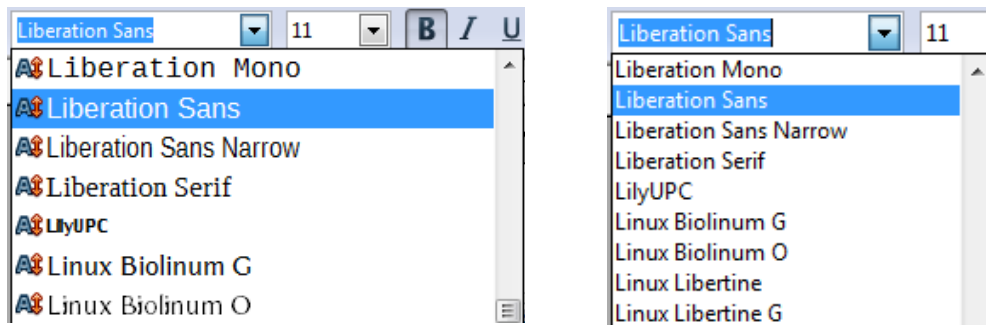 Liberation Sans 11 B I U
Liberation Mono
Liberation Sans
Liberation Sans Narrow
Liberation Serif
LilyUPC
Linux Biolinum G
Linux Biolinum O
Liberation Sans 11
Liberation Mono
Liberation Sans
Liberation Sans Narrow
Liberation Serif
LilyUPC
Linux Biolinum G
Linux Biolinum O
Linux Libertine
Linux Libertine G